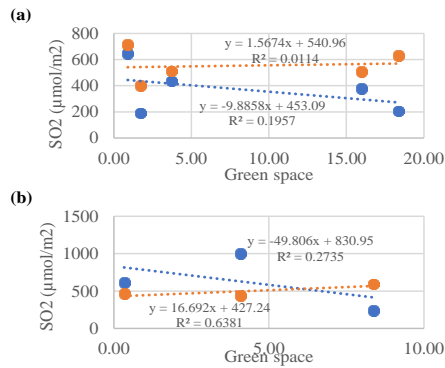 (a)
800
600
400
200
0
SO2 (µmol/m2)
y = 1.5674x + 540.96
R² = 0.0114
y = -9.8858x + 453.09
R² = 0.1957
0.00 5.00 10.00 15.00 20.00
Green space
(b)
1500
1000
500
0
SO2 (µmol/m2)
y = -49.806x + 830.95
R² = 0.2735
y = 16.692x + 427.24
R² = 0.6381
0.00 5.00 10.00
Green space